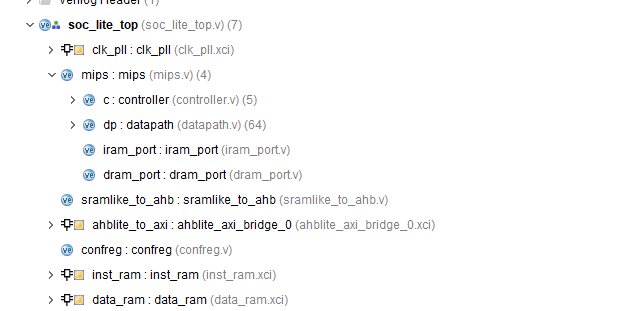 Verilog Header
soc_lite_top (soc_lite_top.v) (7)
clk_pll : clk_pll (clk_pll.xci)
mips : mips (mips.v) (4)
c : controller (controller.v) (5)
dp : datapath (datapath.v) (64)
iram_port : iram_port (iram_port.v)
dram_port : dram_port (dram_port.v)
sramlike_to_ahb : sramlike_to_ahb (sramlike_to_ahb.v)
ahblite_to_axi : ahblite_axi_bridge_0 (ahblite_axi_bridge_0.xci)
confreg : confreg (confreg.v)
inst_ram : inst_ram (inst_ram.xci)
data_ram : data_ram (data_ram.xci)